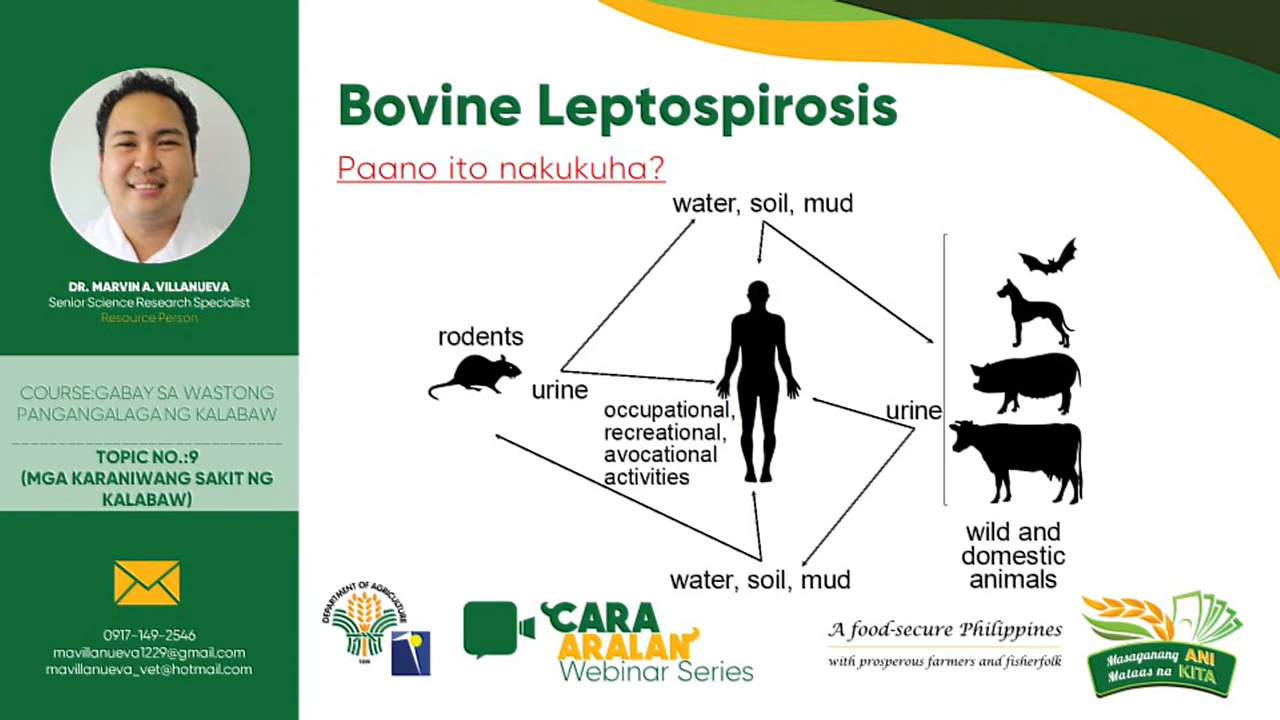 DR. MARVIN A. VILLANUEVA
Senior Science Research Specialist
Resource Person
COURSE:GABAY SA WASTONG
PANGANGALAGA NG KALABAW
TOPIC NO.:9
(MGA KARANIWANG SAKIT NG
KALABAW)
0917-149-2546
mavillanueva1229@gmail.com
mavillanueva_vet@hotmail.com
Bovine Leptospirosis
Paano ito nakukuha?
water, soil, mud
rodents
urine
occupational,
recreational,
avocational
activities
urine
wild and
domestic
animals
water, soil, mud
DEPARTMENT OF AGRICULTURE
CARA
ARALAN
Webinar Series
A food-secure Philippines
with prosperous farmers and fisherfolk
Masaganang ANI
Mataas na KITA